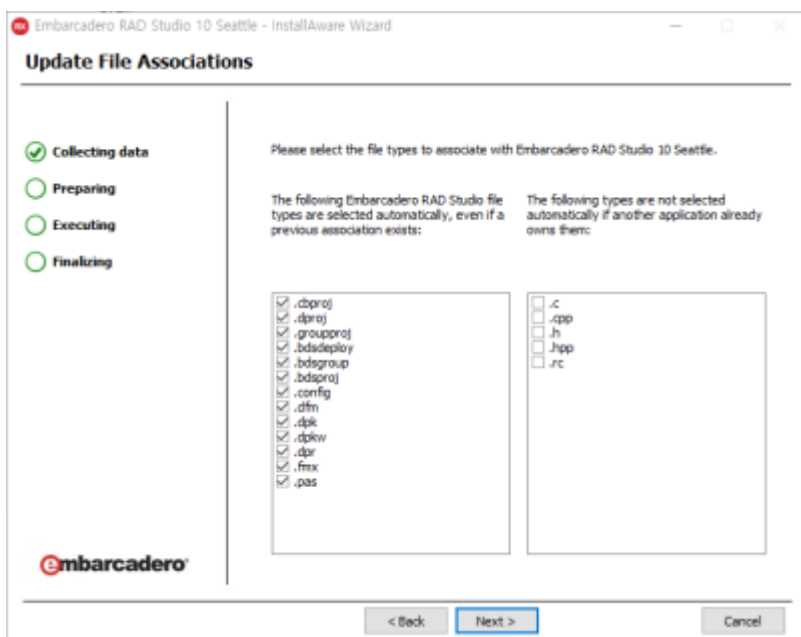 Embarcadero RAD Studio 10 Seattle - InstallAware Wizard
Update File Associations
Collecting data
Preparing
Executing
Finalizing
Please select the file types to associate with Embarcadero RAD Studio 10 Seattle.
The following Embarcadero RAD Studio file
types are selected automatically, even if a
previous association exists:
.cbproj
.dproj
.groupproj
.bdsdeploy
.bdsgroup
.bdsproj
.config
.dfm
.dpk
.dpkw
.dpr
.fmx
.pas
The following types are not selected
automatically if another application already
owns them:
.c
.cpp
.h
.hpp
.rc
embarcadero
< Back
Next >
Cancel